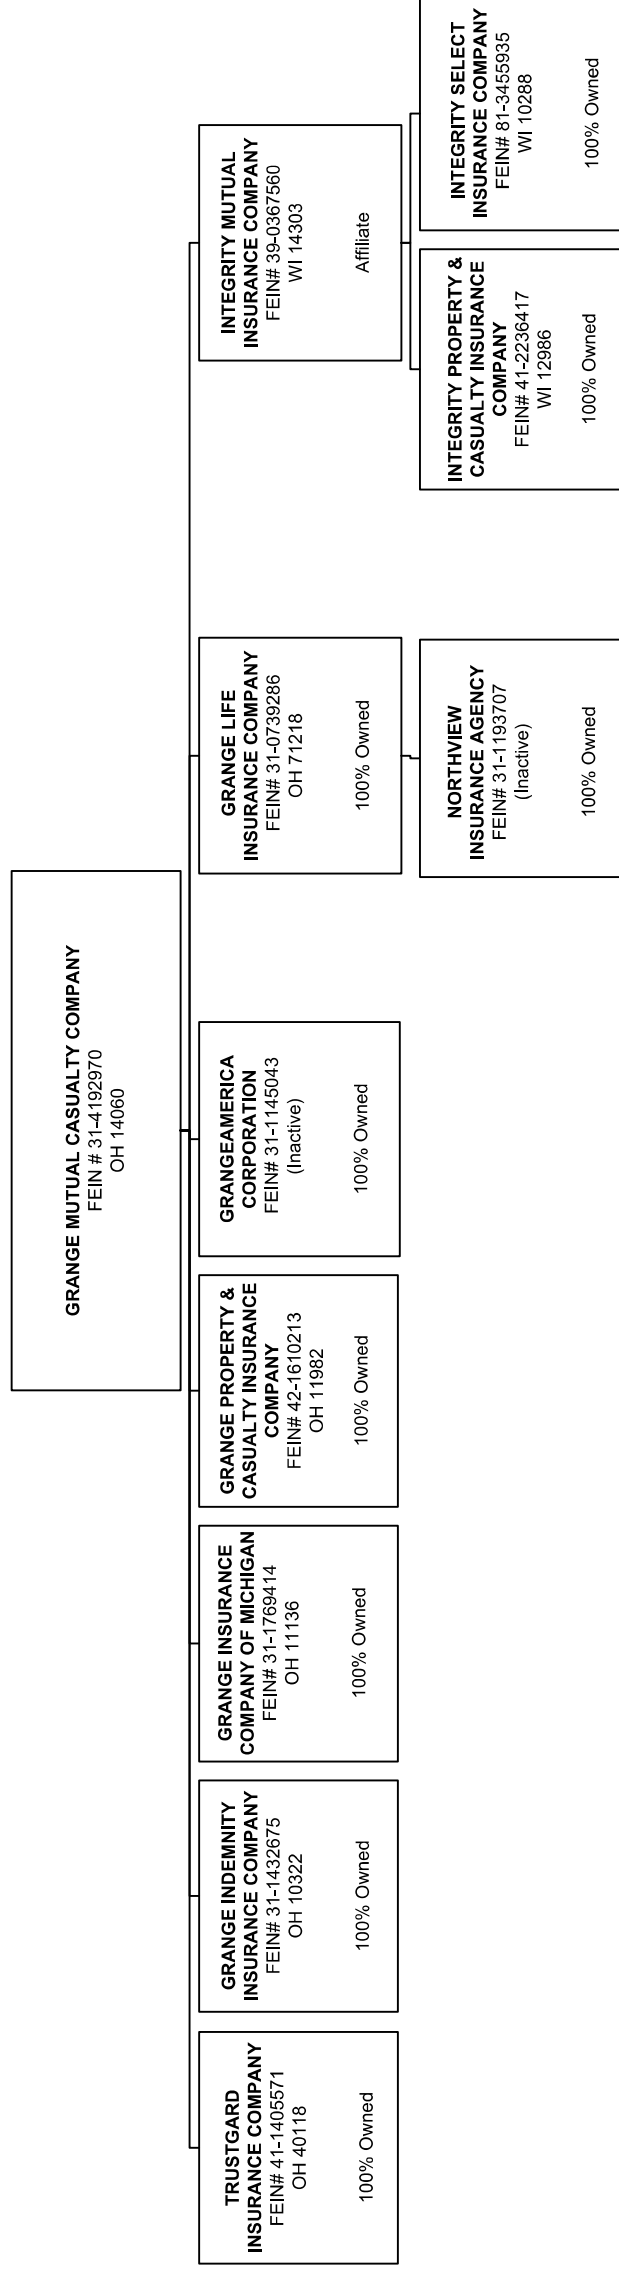 GRANGE MUTUAL CASUALTY COMPANY
FEIN # 31-4192970
OH 14060
TRUSTGARD
INSURANCE COMPANY
FEIN# 41-1405571
OH 40118
100% Owned
GRANGE INDEMNITY
INSURANCE COMPANY
FEIN# 31-1432675
OH 10322
100% Owned
GRANGE INSURANCE
COMPANY OF MICHIGAN
FEIN# 31-1769414
OH 11136
100% Owned
GRANGE PROPERTY &
CASUALTY INSURANCE
COMPANY
FEIN# 42-1610213
OH 11982
100% Owned
GRANGEAMERICA
CORPORATION
FEIN# 31-1145043
(Inactive)
100% Owned
GRANGE LIFE
INSURANCE COMPANY
FEIN# 31-0739286
OH 71218
100% Owned
INTEGRITY MUTUAL
INSURANCE COMPANY
FEIN# 39-0367560
WI 14303
Affiliate
NORTHVIEW
INSURANCE AGENCY
FEIN# 31-1193707
(Inactive)
100% Owned
INTEGRITY PROPERTY &
CASUALTY INSURANCE
COMPANY
FEIN# 41-2236417
WI 12986
100% Owned
INTEGRITY SELECT
INSURANCE COMPANY
FEIN# 81-3455935
WI 10288
100% Owned